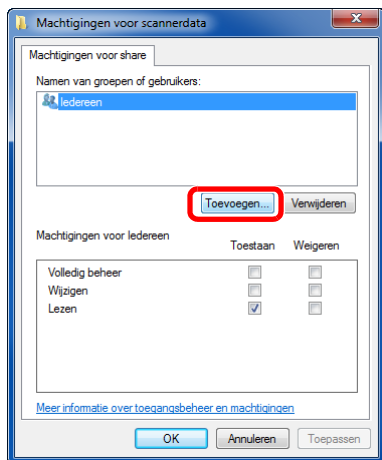 Machtigingen voor scannerdata
Machtigingen voor share
Namen van groepen of gebruikers:
Iedereen
Toevoegen... Verwijderen
Machtigingen voor Iedereen Toestaan Weigeren
Volledig beheer
Wijzigen
Lezen
Meer informatie over toegangsbeheer en machtigingen
OK Annuleren Toepassen